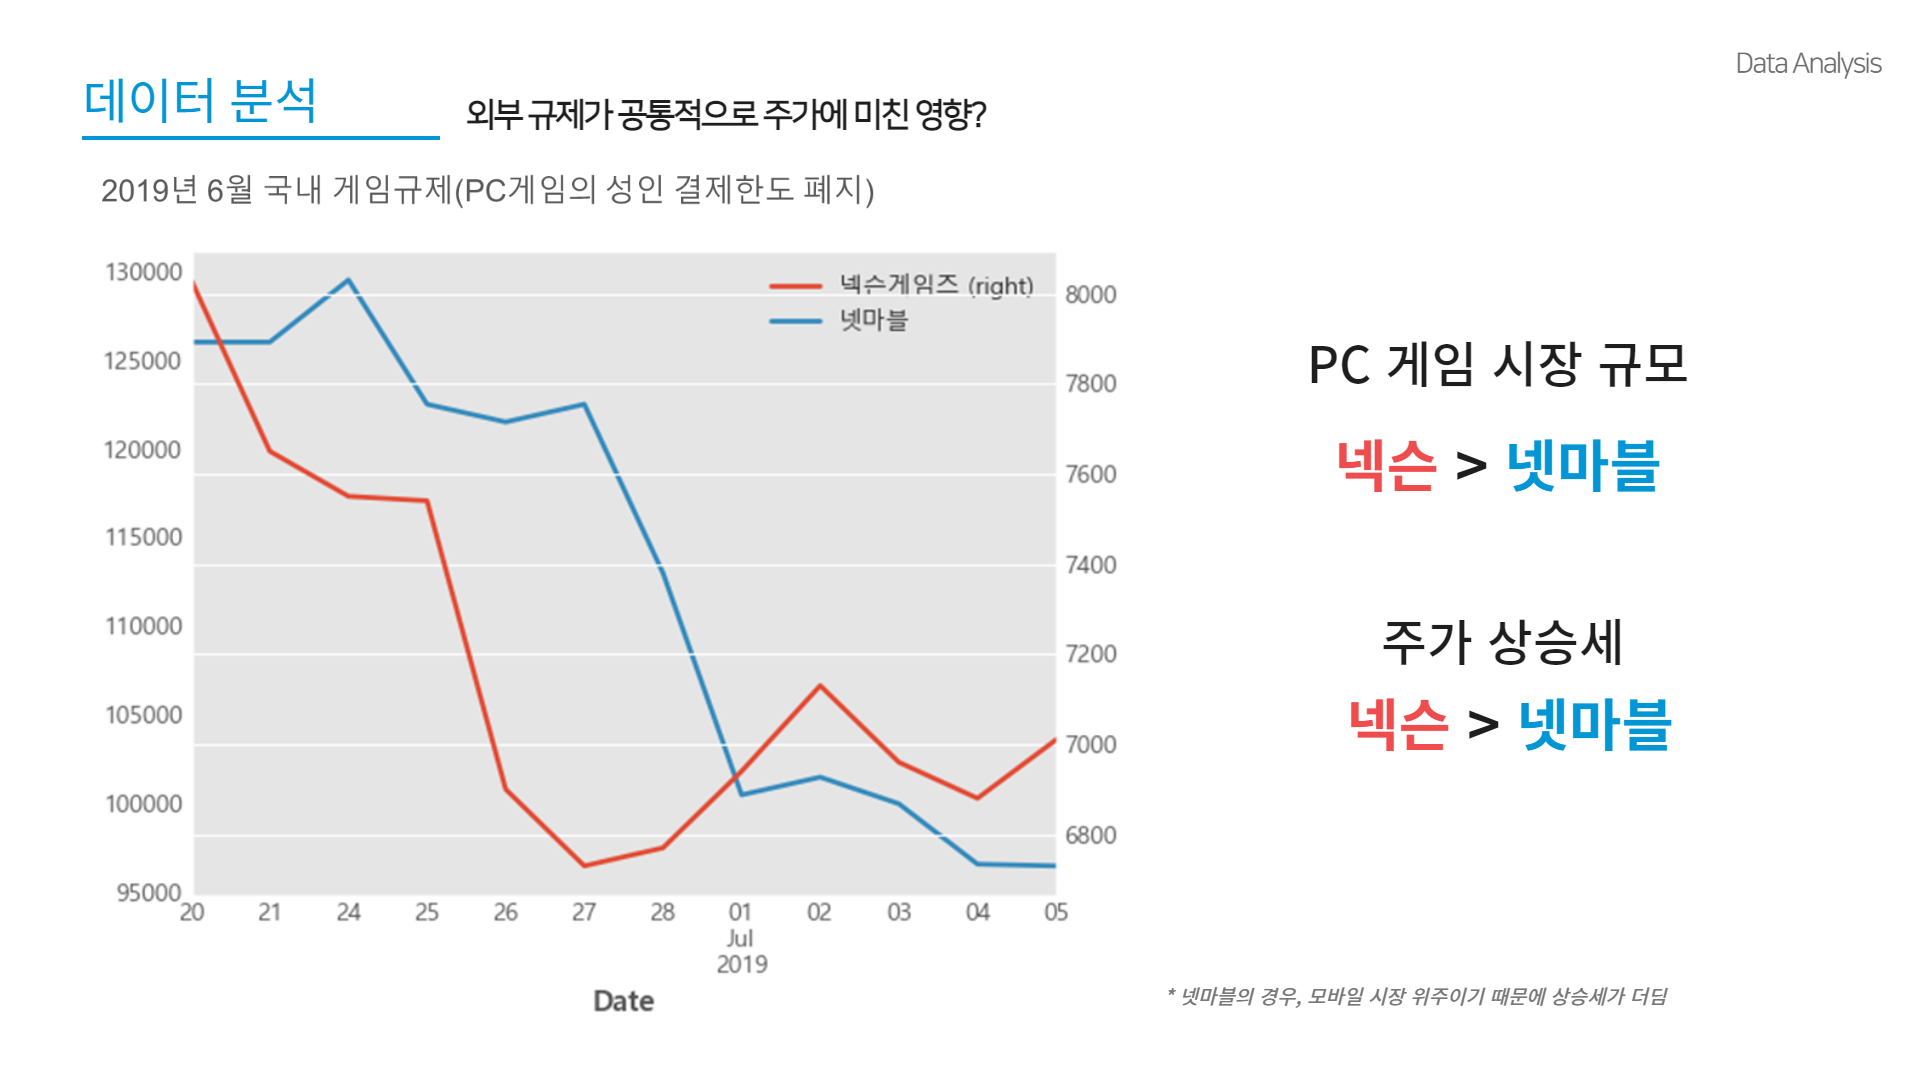 Data Analysis
데이터 분석
외부 규제가 공통적으로 주가에 미친 영향?
2019년 6월 국내 게임규제(PC게임의 성인 결제한도 폐지)
130000
125000
120000
115000
110000
105000
100000
95000
넥슨게임즈 (right)
넷마블
8000
7800
7600
7400
7200
7000
6800
20 21 24 25 26 27 28 01 02 03 04 05
Jul
2019
Date
PC 게임 시장 규모
넥슨 > 넷마블
주가 상승세
넥슨 > 넷마블
* 넷마블의 경우, 모바일 시장 위주이기 때문에 상승세가 더딤